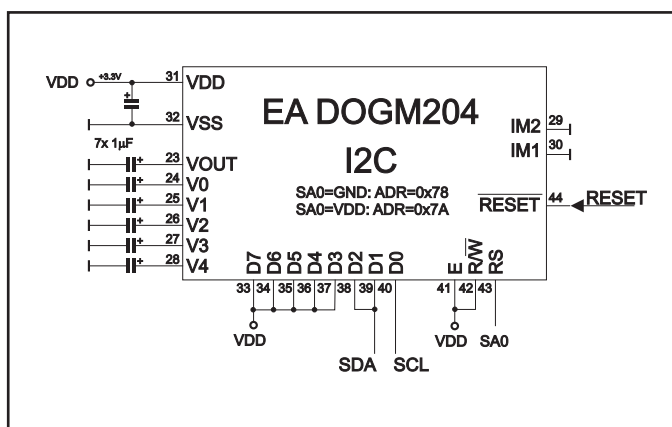 VDD +3.3V 31 VDD
32 VSS
7x 1µF
23 VOUT
24 V0
25 V1
26 V2
27 V3
28 V4
EA DOGM204
I2C
SA0=GND: ADR=0x78
SA0=VDD: ADR=0x7A
IM2 29
IM1 30
RESET 44 RESET
D7 D6 D5 D4 D3 D2 D1 D0 E R/W RS
33 34 35 36 37 38 39 40 41 42 43
VDD VDD SA0
SDA SCL